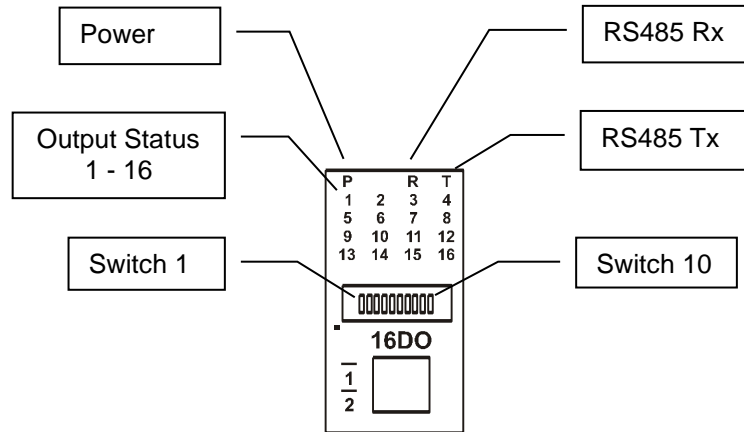 Power
RS485 Rx
Output Status
1 - 16
RS485 Tx
P R T
1 2 3 4
5 6 7 8
9 10 11 12
13 14 15 16
Switch 1
Switch 10
16DO
1
2